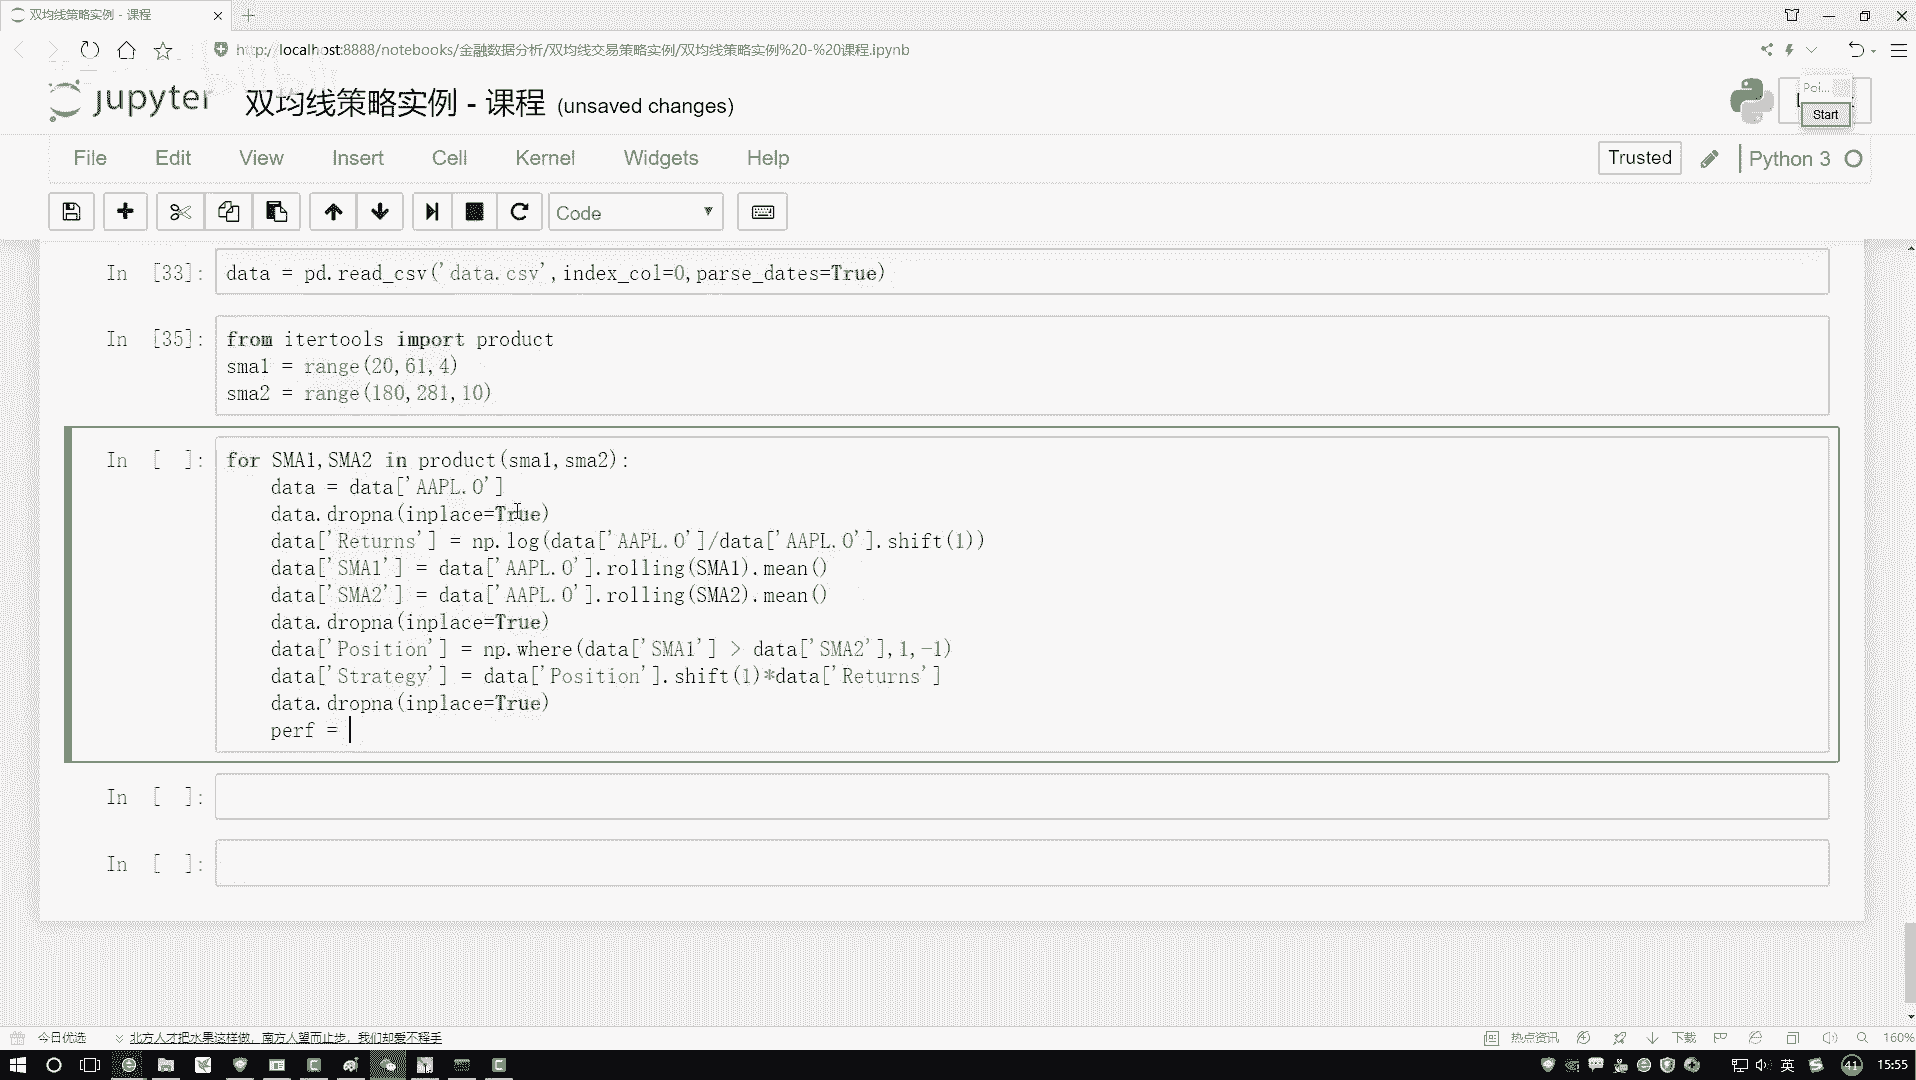 双均线策略实例 - 课程
http://localhost:8888/notebooks/金融数据分析/双均线交易策略实例/双均线策略实例%20-%20课程.ipynb
jupyter 双均线策略实例 - 课程 (unsaved changes)
Poi...
Start
File Edit View Insert Cell Kernel Widgets Help
Trusted Python 3
Code
In [33]: data = pd.read_csv('data.csv',index_col=0,parse_dates=True)
In [35]: from itertools import product
sma1 = range(20,61,4)
sma2 = range(180,281,10)
In [ ]: for SMA1,SMA2 in product(sma1,sma2):
data = data['AAPL.O']
data.dropna(inplace=True)
data['Returns'] = np.log(data['AAPL.O']/data['AAPL.O'].shift(1))
data['SMA1'] = data['AAPL.O'].rolling(SMA1).mean()
data['SMA2'] = data['AAPL.O'].rolling(SMA2).mean()
data.dropna(inplace=True)
data['Position'] = np.where(data['SMA1'] > data['SMA2'],1,-1)
data['Strategy'] = data['Position'].shift(1)*data['Returns']
data.dropna(inplace=True)
perf =
In [ ]:
In [ ]:
今日优选 北方人才把水果这样做，南方人望而止步，我们却爱不释手 热点资讯 下载 160%
英 41 15:55